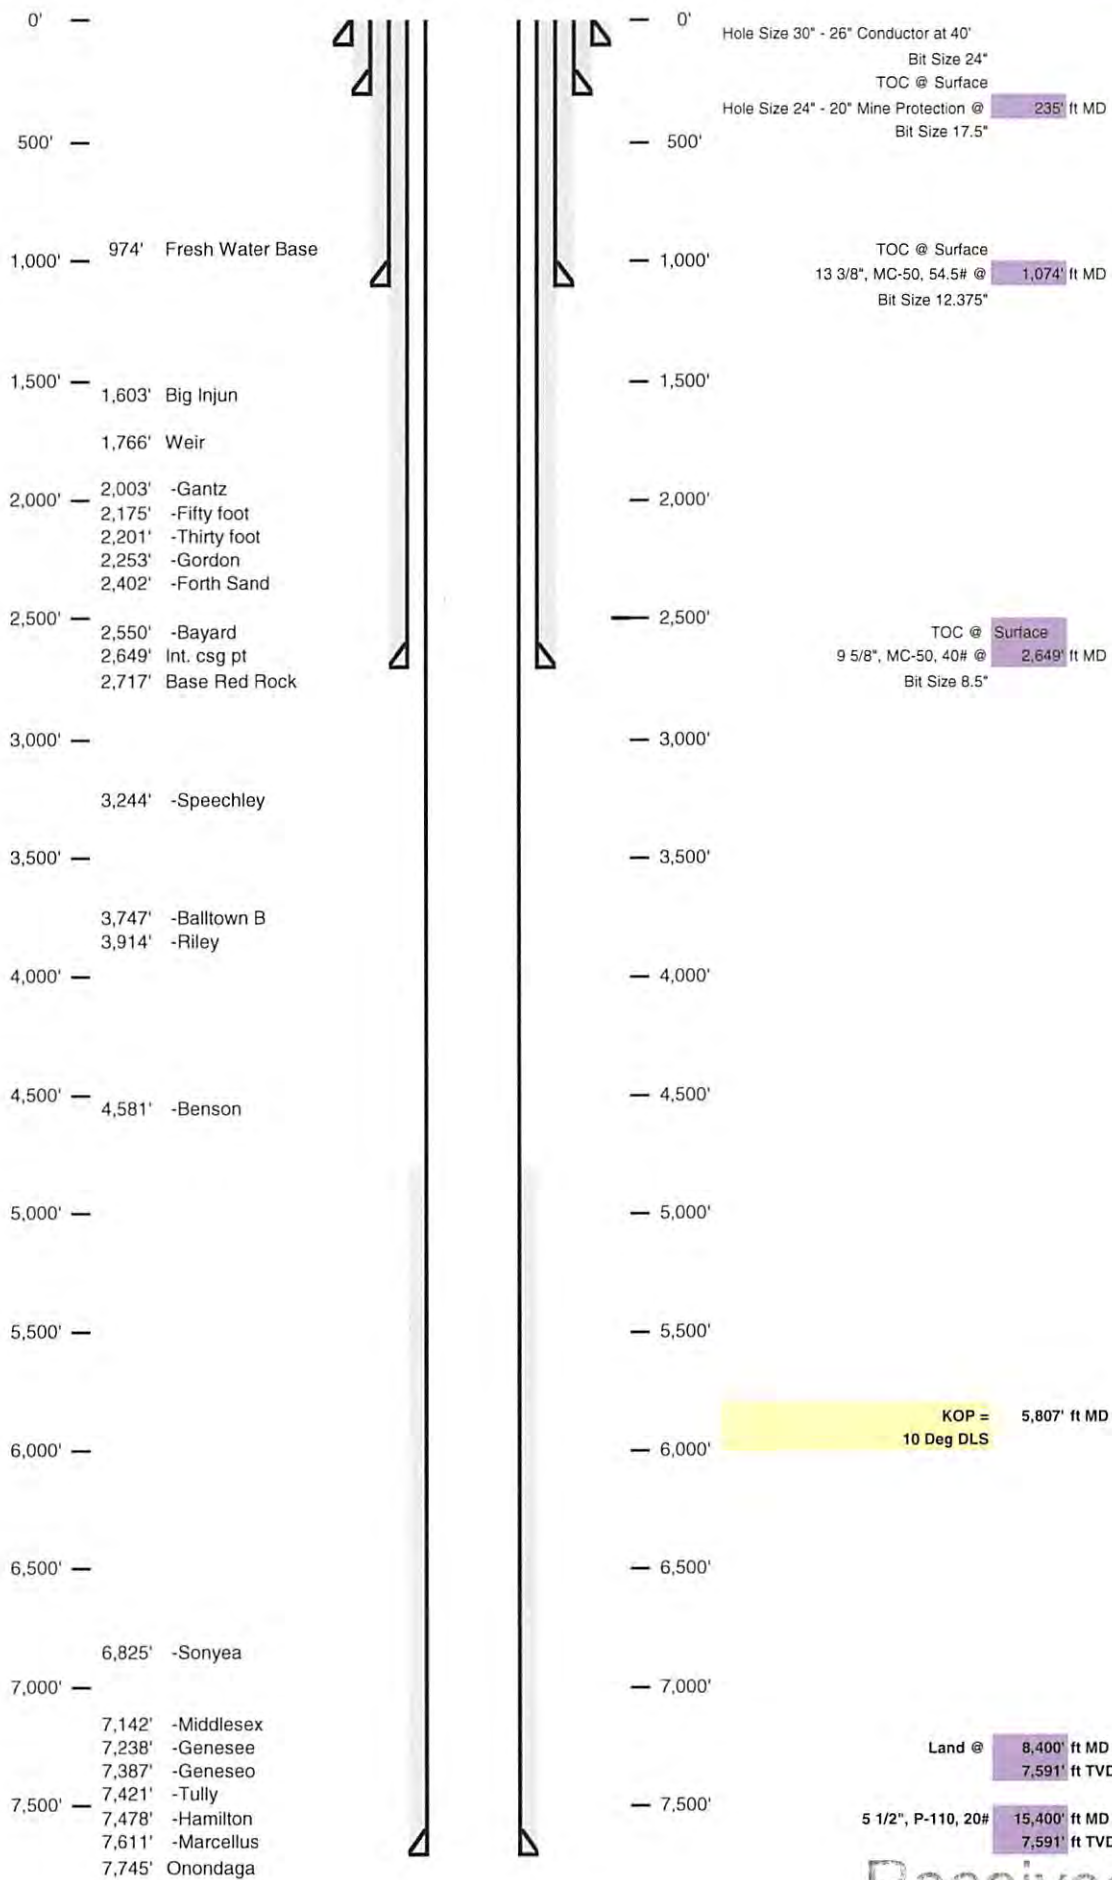 0' 0'
Hole Size 30" - 26" Conductor at 40'
Bit Size 24"
TOC @ Surface
Hole Size 24" - 20" Mine Protection @ 235' ft MD
Bit Size 17.5"
500' 500'
974' Fresh Water Base
TOC @ Surface
1,000' 1,000'
13 3/8", MC-50, 54.5# @ 1,074' ft MD
Bit Size 12.375"
1,500' 1,500'
1,603' Big Injun
1,766' Weir
2,003' -Gantz
2,000' 2,000'
2,175' -Fifty foot
2,201' -Thirty foot
2,253' -Gordon
2,402' -Forth Sand
2,500' 2,500'
2,550' -Bayard
TOC @ Surface
2,649' Int. csg pt
9 5/8", MC-50, 40# @ 2,649' ft MD
2,717' Base Red Rock
Bit Size 8.5"
3,000' 3,000'
3,244' -Speechley
3,500' 3,500'
3,747' -Balltown B
3,914' -Riley
4,000' 4,000'
4,500' 4,500'
4,581' -Benson
5,000' 5,000'
5,500' 5,500'
KOP = 5,807' ft MD
10 Deg DLS
6,000' 6,000'
6,500' 6,500'
6,825' -Sonyea
7,000' 7,000'
7,142' -Middlesex
7,238' -Genesee
Land @ 8,400' ft MD
7,387' -Geneseo
7,591' ft TVD
7,421' -Tully
7,500' 7,500'
7,478' -Hamilton
5 1/2", P-110, 20# 15,400' ft MD
7,611' -Marcellus
7,591' ft TVD
7,745' Onondaga
Received